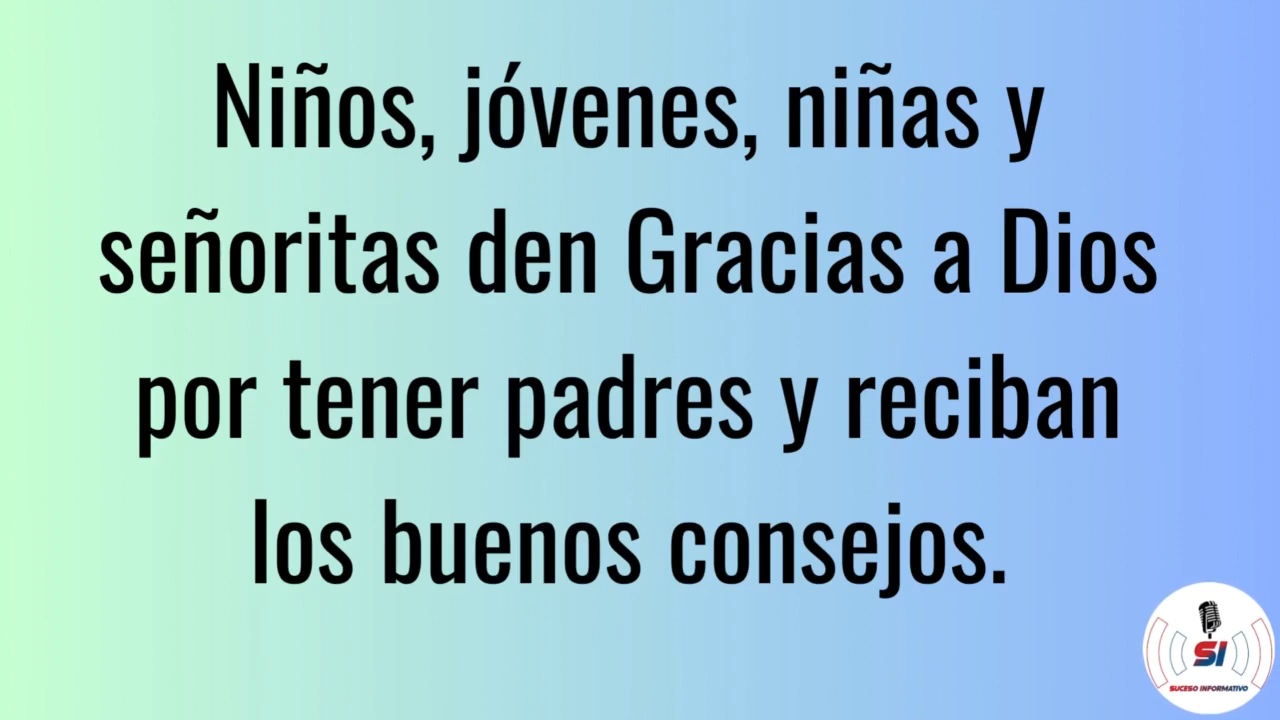 Niños, jóvenes, niñas y
señoritas den Gracias a Dios
por tener padres y reciban
los buenos consejos.
SI
SUCESO INFORMATIVO